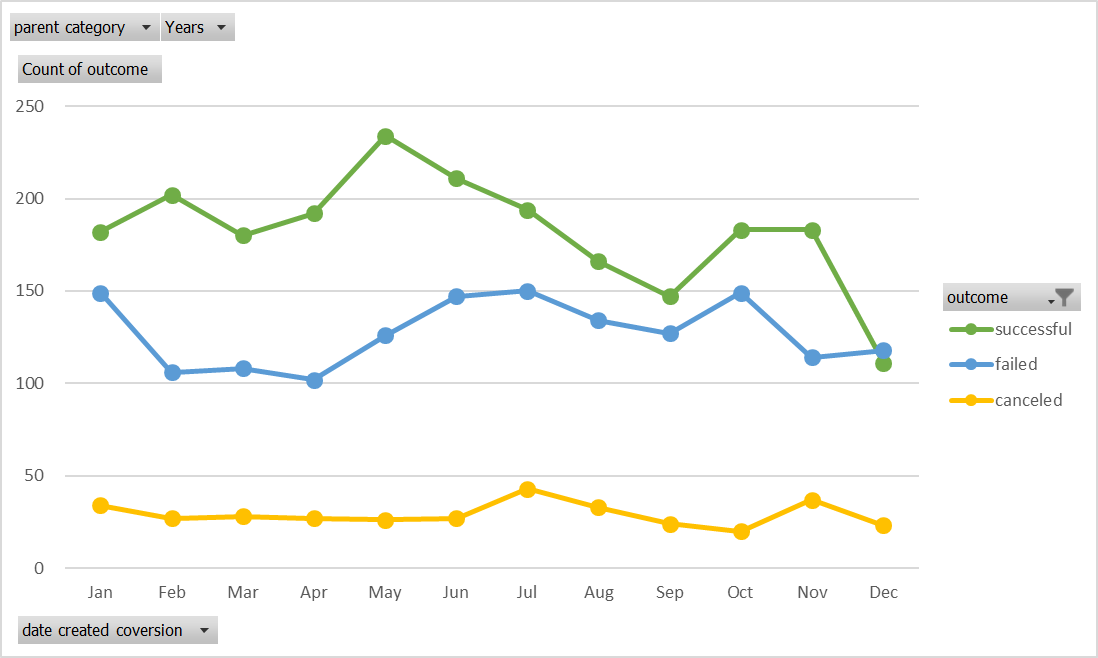 parent category Years
Count of outcome
250
200
150
100
50
0
Jan Feb Mar Apr May Jun Jul Aug Sep Oct Nov Dec
outcome
successful
failed
canceled
date created coversion